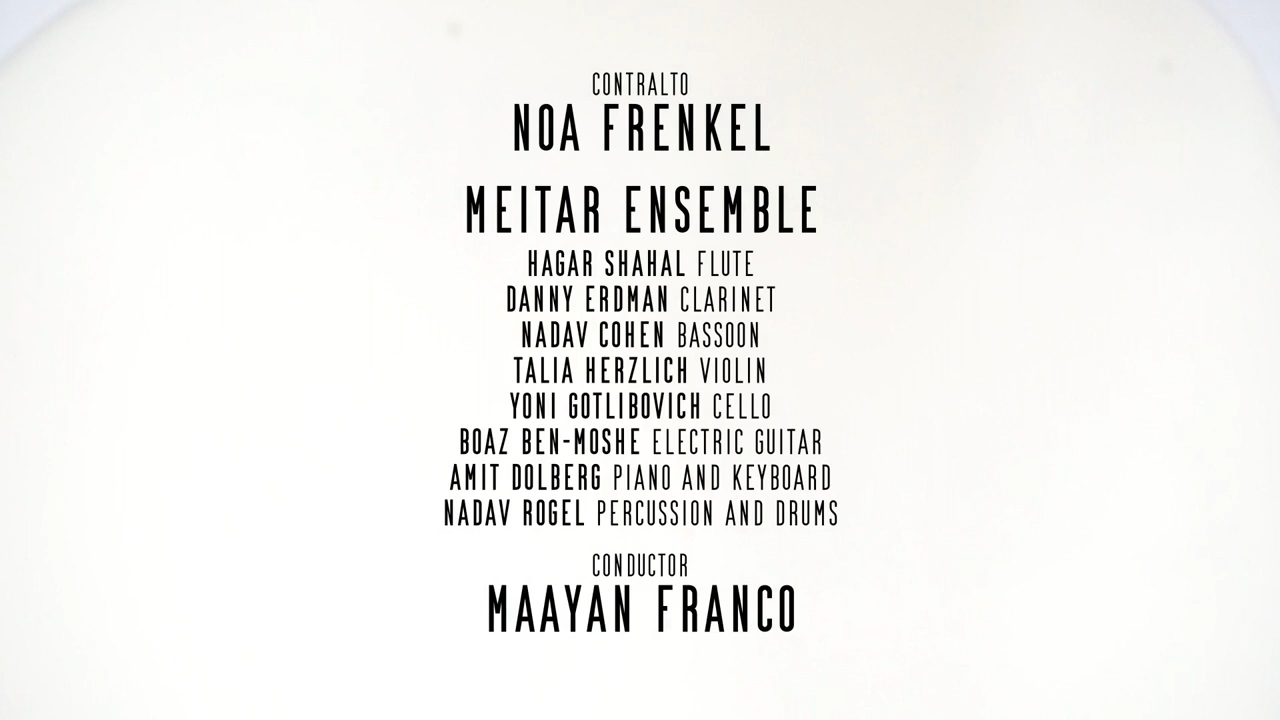 CONTRALTO
NOA FRENKEL
MEITAR ENSEMBLE
HAGAR SHAHAL FLUTE
DANNY ERDMAN CLARINET
NADAV COHEN BASSOON
TALIA HERZLICH VIOLIN
YONI GOTLIBOVICH CELLO
BOAZ BEN-MOSHE ELECTRIC GUITAR
AMIT DOLBERG PIANO AND KEYBOARD
NADAV ROGEL PERCUSSION AND DRUMS
CONDUCTOR
MAAYAN FRANCO